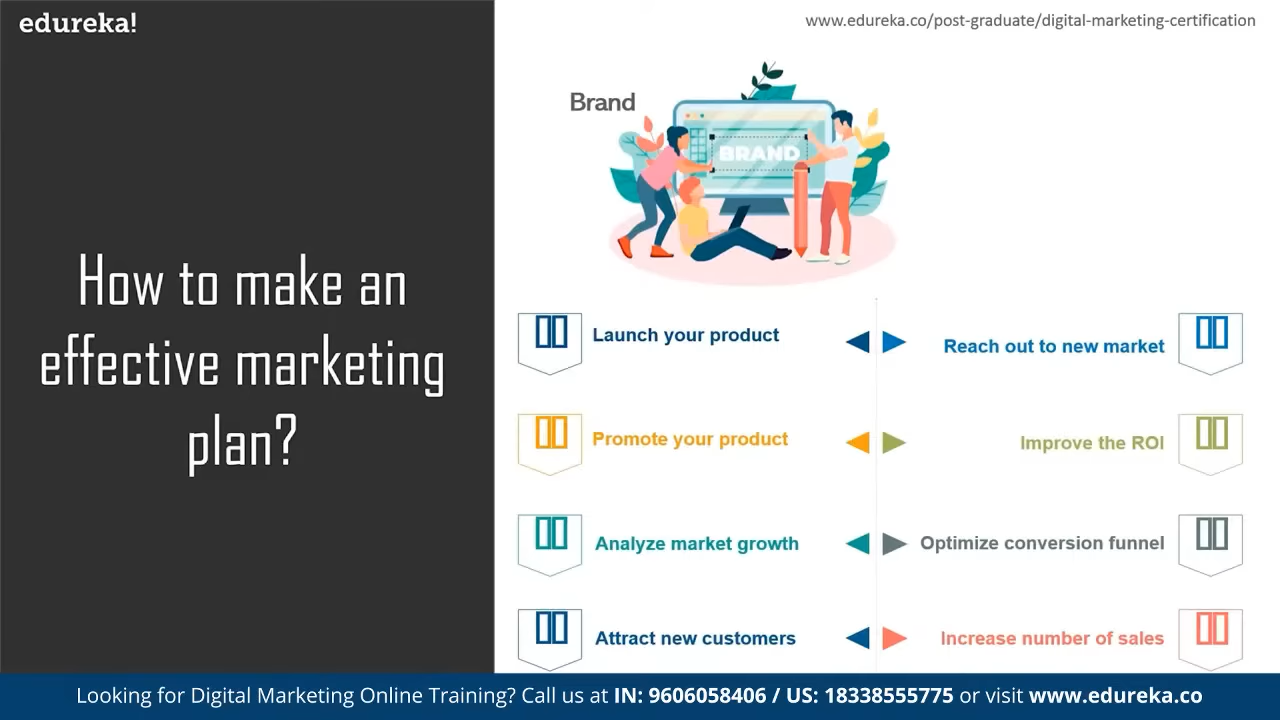 edureka!
www.edureka.co/post-graduate/digital-marketing-certification
How to make an
effective marketing
plan?
Brand
BRAND
Launch your product
Reach out to new market
Promote your product
Improve the ROI
Analyze market growth
Optimize conversion funnel
Attract new customers
Increase number of sales
Looking for Digital Marketing Online Training? Call us at IN: 9606058406 / US: 18338555775 or visit www.edureka.co